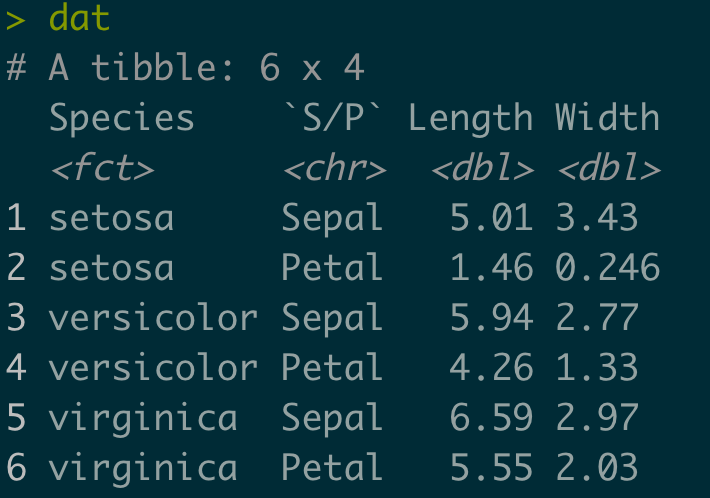 > dat
# A tibble: 6 x 4
  Species    `S/P` Length Width
  <fct>      <chr>  <dbl> <dbl>
1 setosa     Sepal   5.01 3.43
2 setosa     Petal   1.46 0.246
3 versicolor Sepal   5.94 2.77
4 versicolor Petal   4.26 1.33
5 virginica  Sepal   6.59 2.97
6 virginica  Petal   5.55 2.03